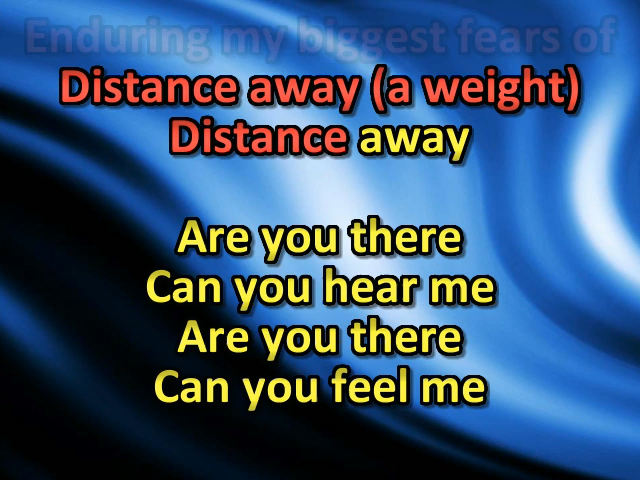 Enduring my biggest fears of
Distance away (a weight)
Distance away
Are you there
Can you hear me
Are you there
Can you feel me